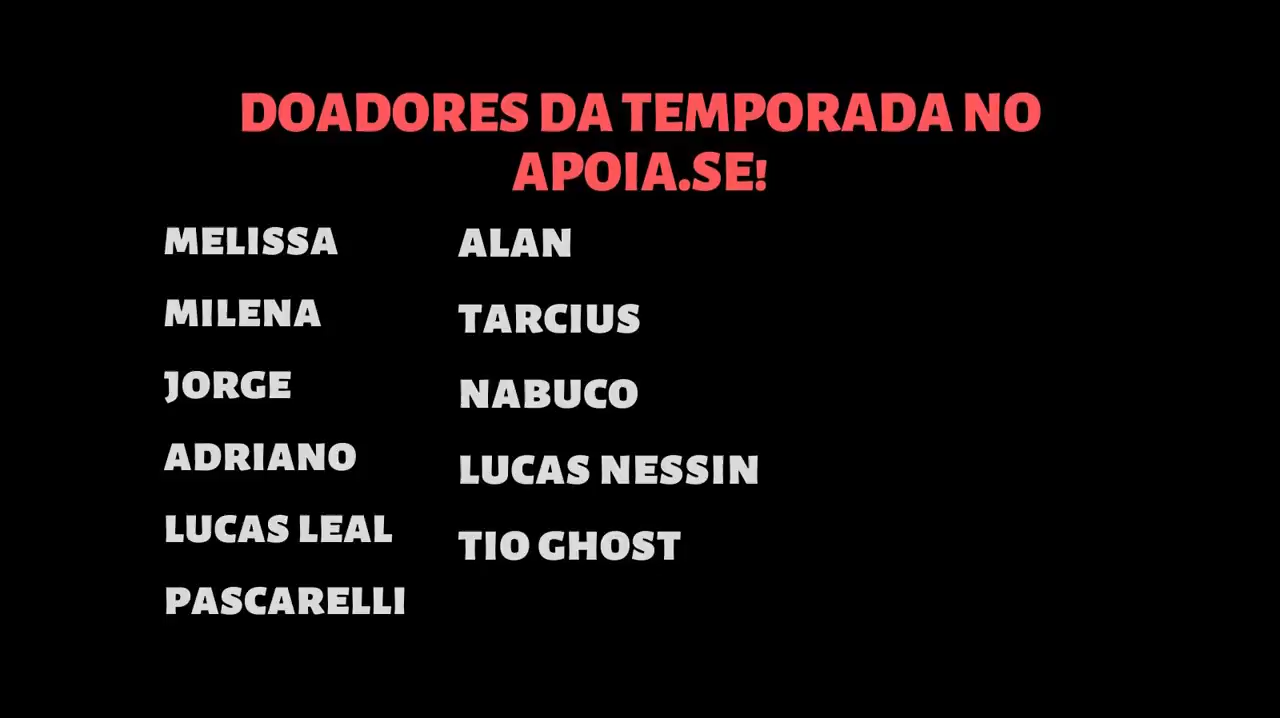 DOADORES DA TEMPORADA NO
APOIA.SE!
MELISSA
MILENA
JORGE
ADRIANO
LUCAS LEAL
PASCARELLI
ALAN
TARCIUS
NABUCO
LUCAS NESSIN
TIO GHOST